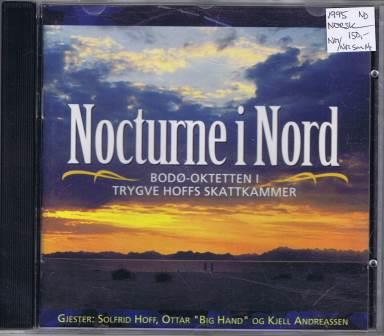 1995 NO
NORSK
150,-
Nocturne i Nord
BODØ-OKTETTEN I
TRYGVE HOFFS SKATTKAMMER
GJESTER: SOLFRID HOFF, OTTAR "BIG HAND" OG KJELL ANDREASSEN